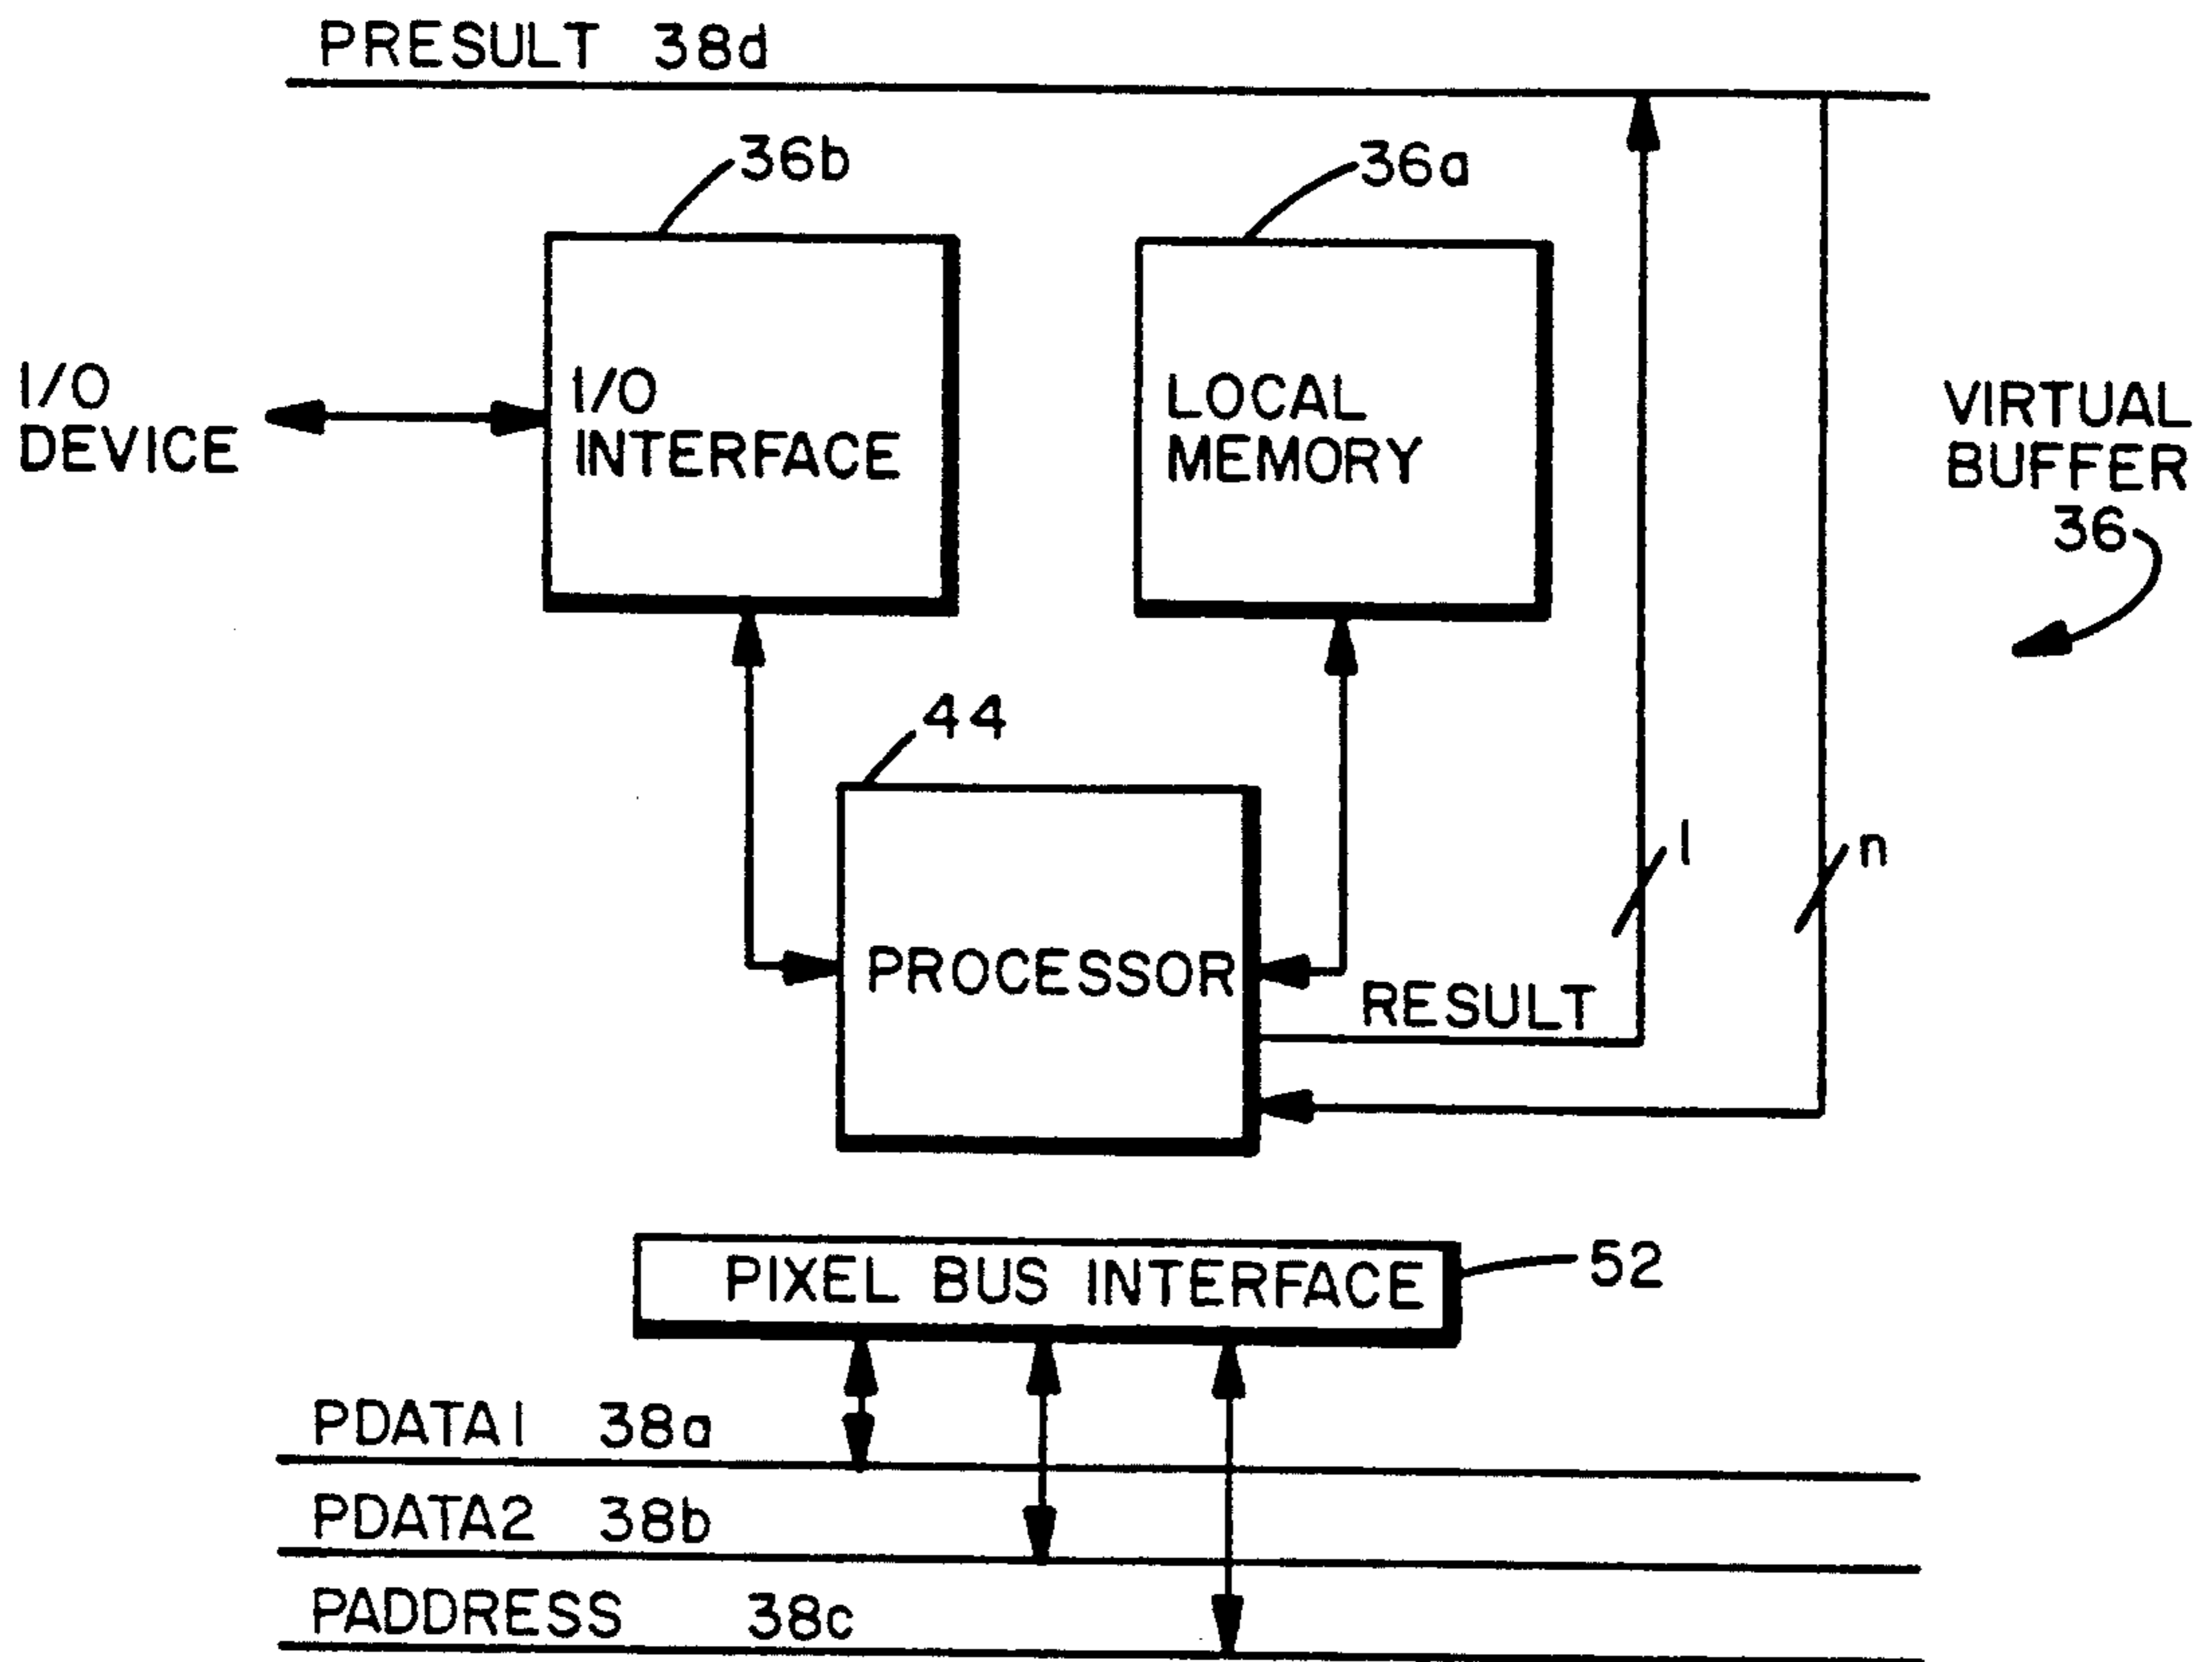 PRESULT 38d
36b
36a
I/O
DEVICE
I/O
INTERFACE
LOCAL
MEMORY
VIRTUAL
BUFFER
36
44
1
n
PROCESSOR
RESULT
PIXEL BUS INTERFACE
52
PDATA1 38a
PDATA2 38b
PADDRESS 38c